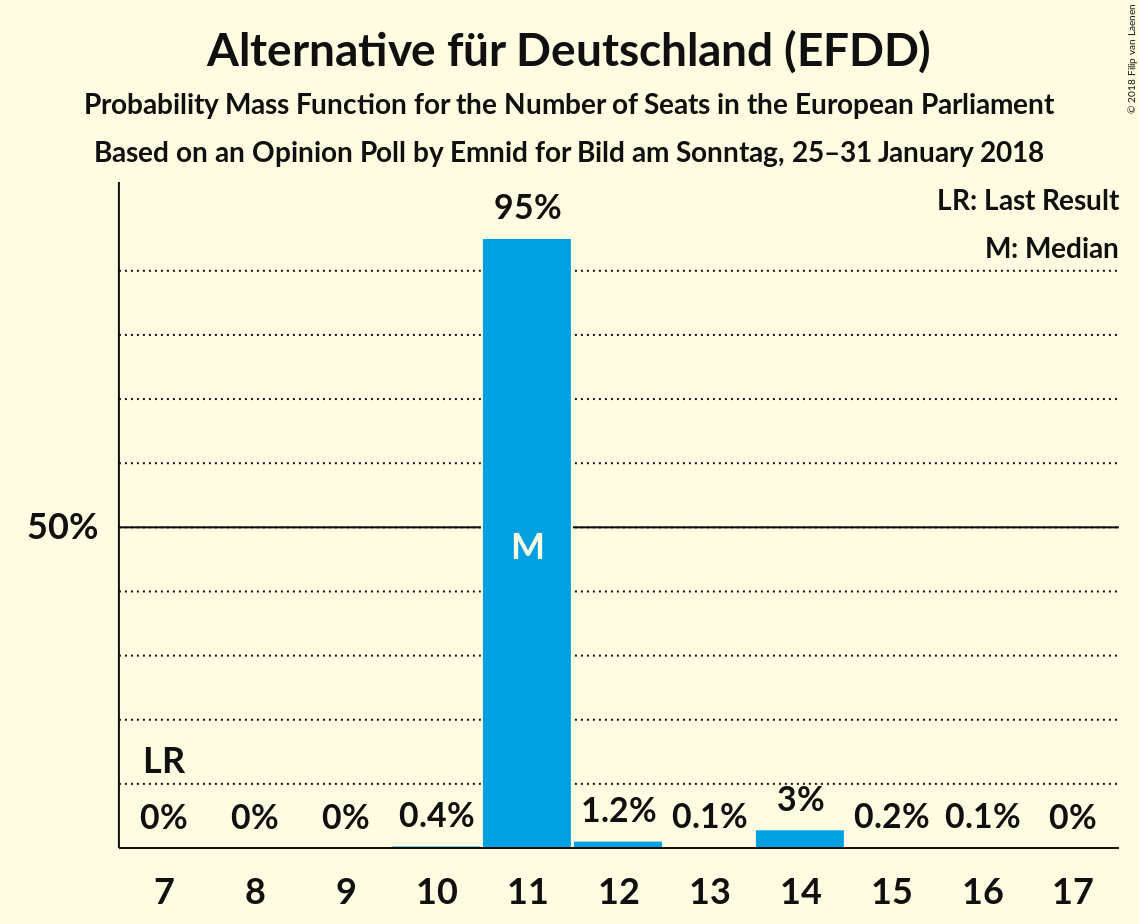 Alternative für Deutschland (EFDD)
Probability Mass Function for the Number of Seats in the European Parliament
Based on an Opinion Poll by Emnid for Bild am Sonntag, 25–31 January 2018
© 2018 Filip van Laenen
LR: Last Result
M: Median
95%
50%
M
LR
0% 0% 0% 0.4% 1.2% 0.1% 3% 0.2% 0.1% 0%
7 8 9 10 11 12 13 14 15 16 17